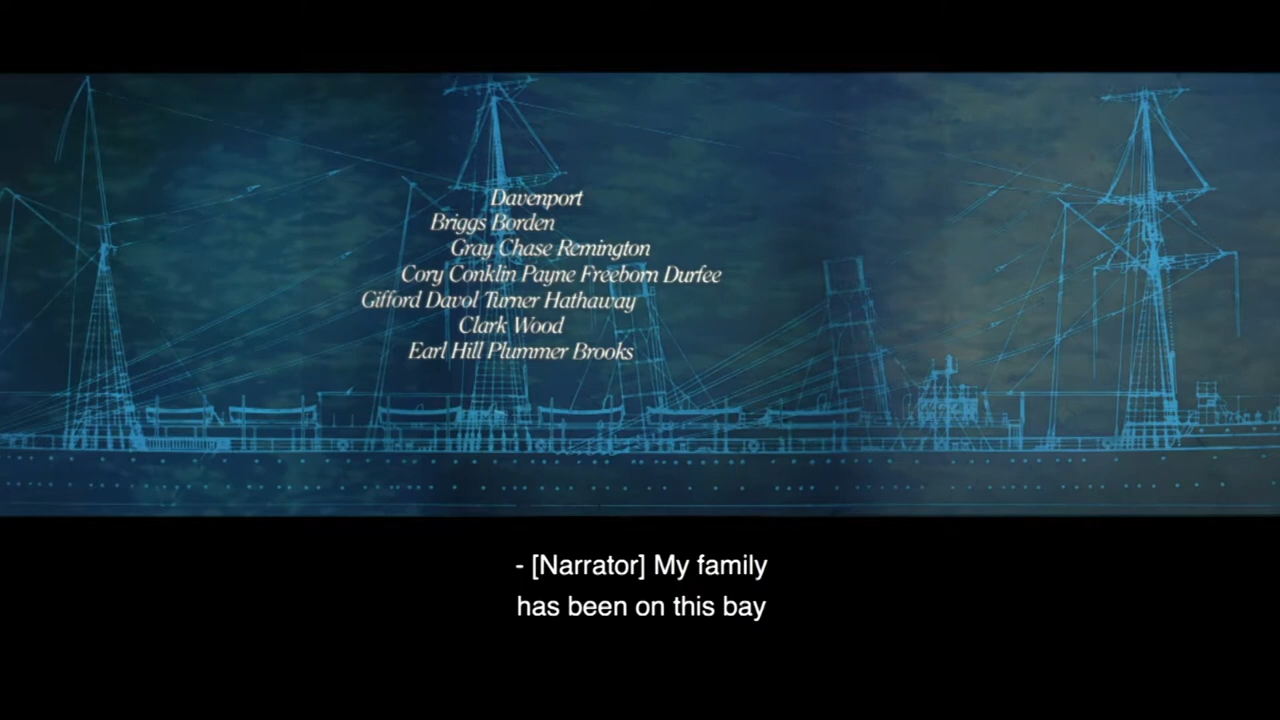 Davenport
Briggs Borden
Gray Chase Remington
Cory Conklin Payne Freeborn Durfee
Gifford Davol Turner Hathaway
Clark Wood
Earl Hill Plummer Brooks
- [Narrator] My family
has been on this bay